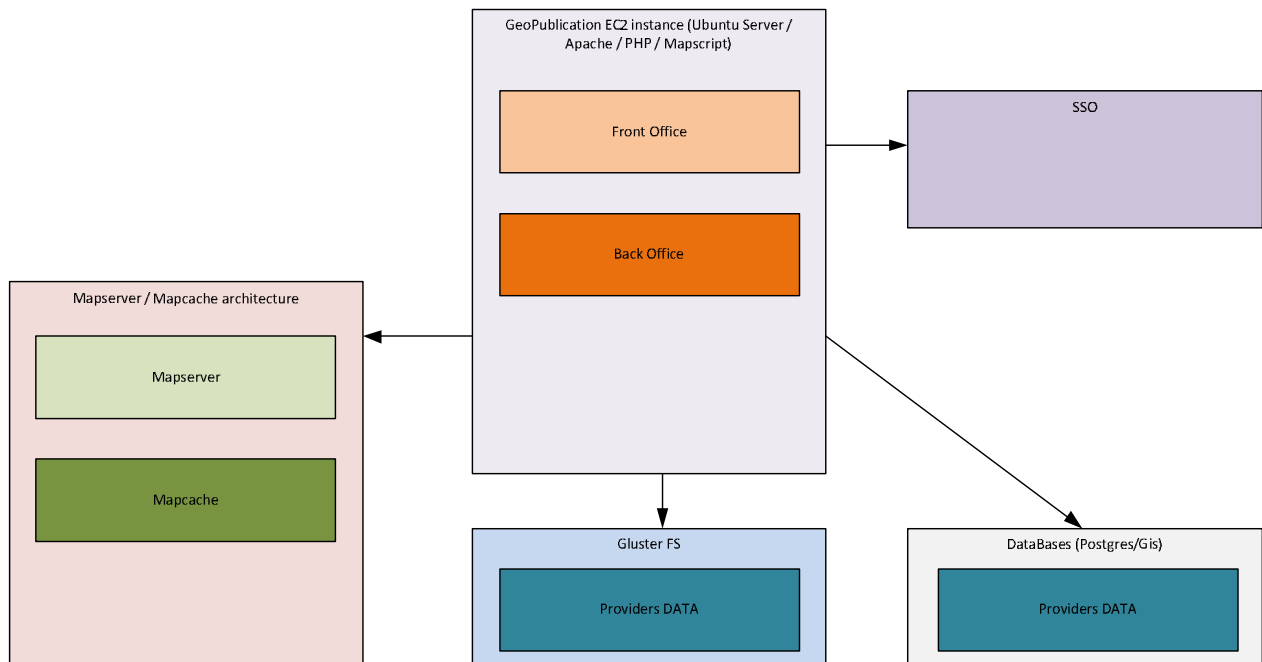 GeoPublication EC2 instance (Ubuntu Server /
Apache / PHP / Mapscript)
Front Office
SSO
Back Office
Mapserver / Mapcache architecture
Mapserver
Mapcache
Gluster FS
DataBases (Postgres/Gis)
Providers DATA
Providers DATA